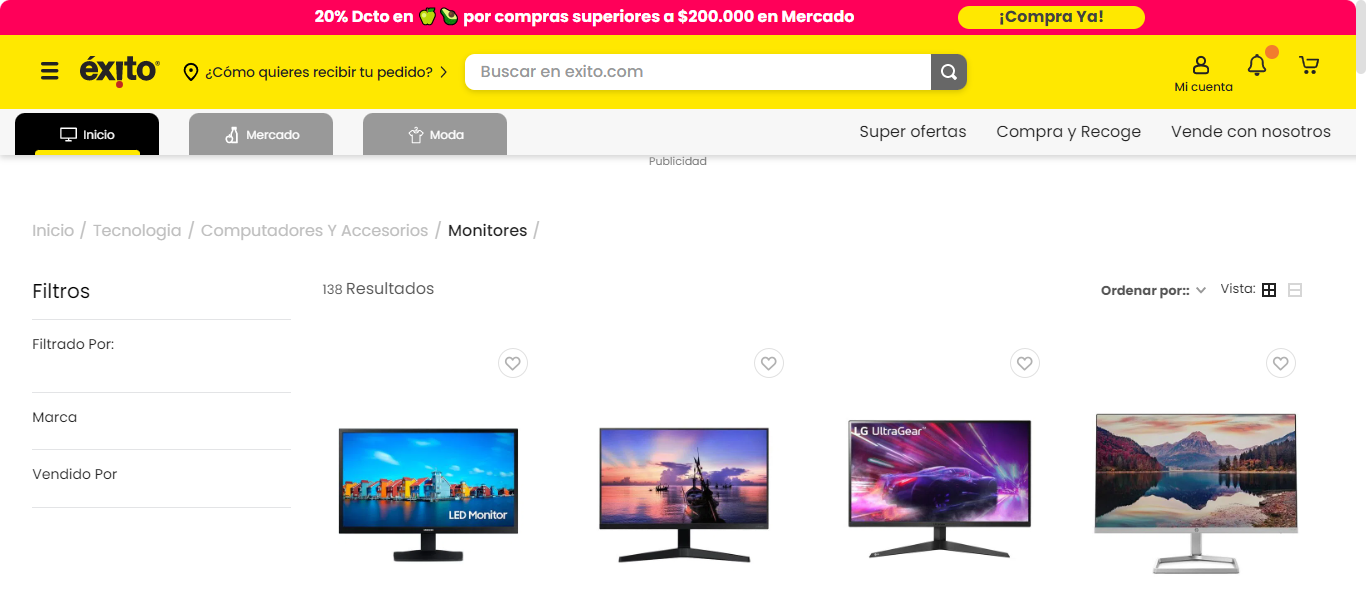 20% Dcto en 🍏🥑 por compras superiores a $200.000 en Mercado
¡Compra Ya!
éxito
¿Cómo quieres recibir tu pedido?
Buscar en exito.com
Mi cuenta
Inicio
Mercado
Moda
Super ofertas
Compra y Recoge
Vende con nosotros
Publicidad
Inicio / Tecnologia / Computadores Y Accesorios / Monitores /
Filtros
138 Resultados
Ordenar por::
Vista:
Filtrado Por:
Marca
Vendido Por
LED Monitor
LG UltraGear™